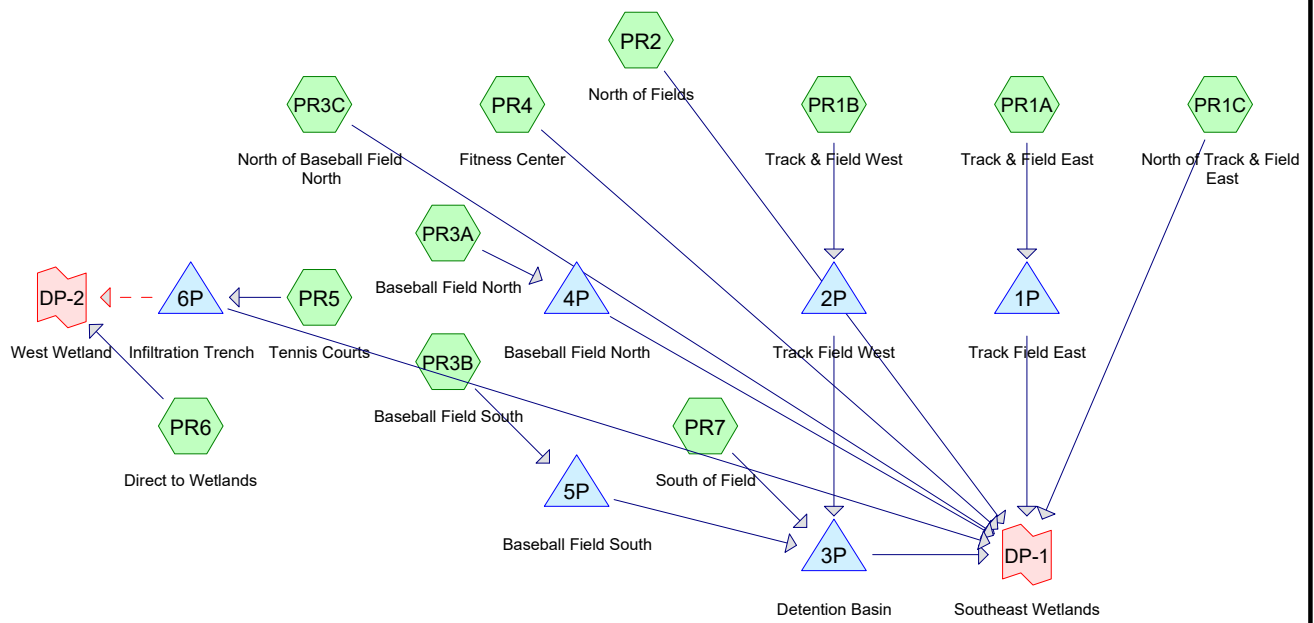 PR2
North of Fields
PR3C
North of Baseball Field
North
PR4
Fitness Center
PR1B
Track & Field West
PR1A
Track & Field East
PR1C
North of Track & Field
East
PR3A
Baseball Field North
DP-2
West Wetland
6P
Infiltration Trench
PR5
Tennis Courts
4P
Baseball Field North
2P
Track Field West
1P
Track Field East
PR3B
Baseball Field South
PR6
Direct to Wetlands
PR7
South of Field
5P
Baseball Field South
3P
Detention Basin
DP-1
Southeast Wetlands